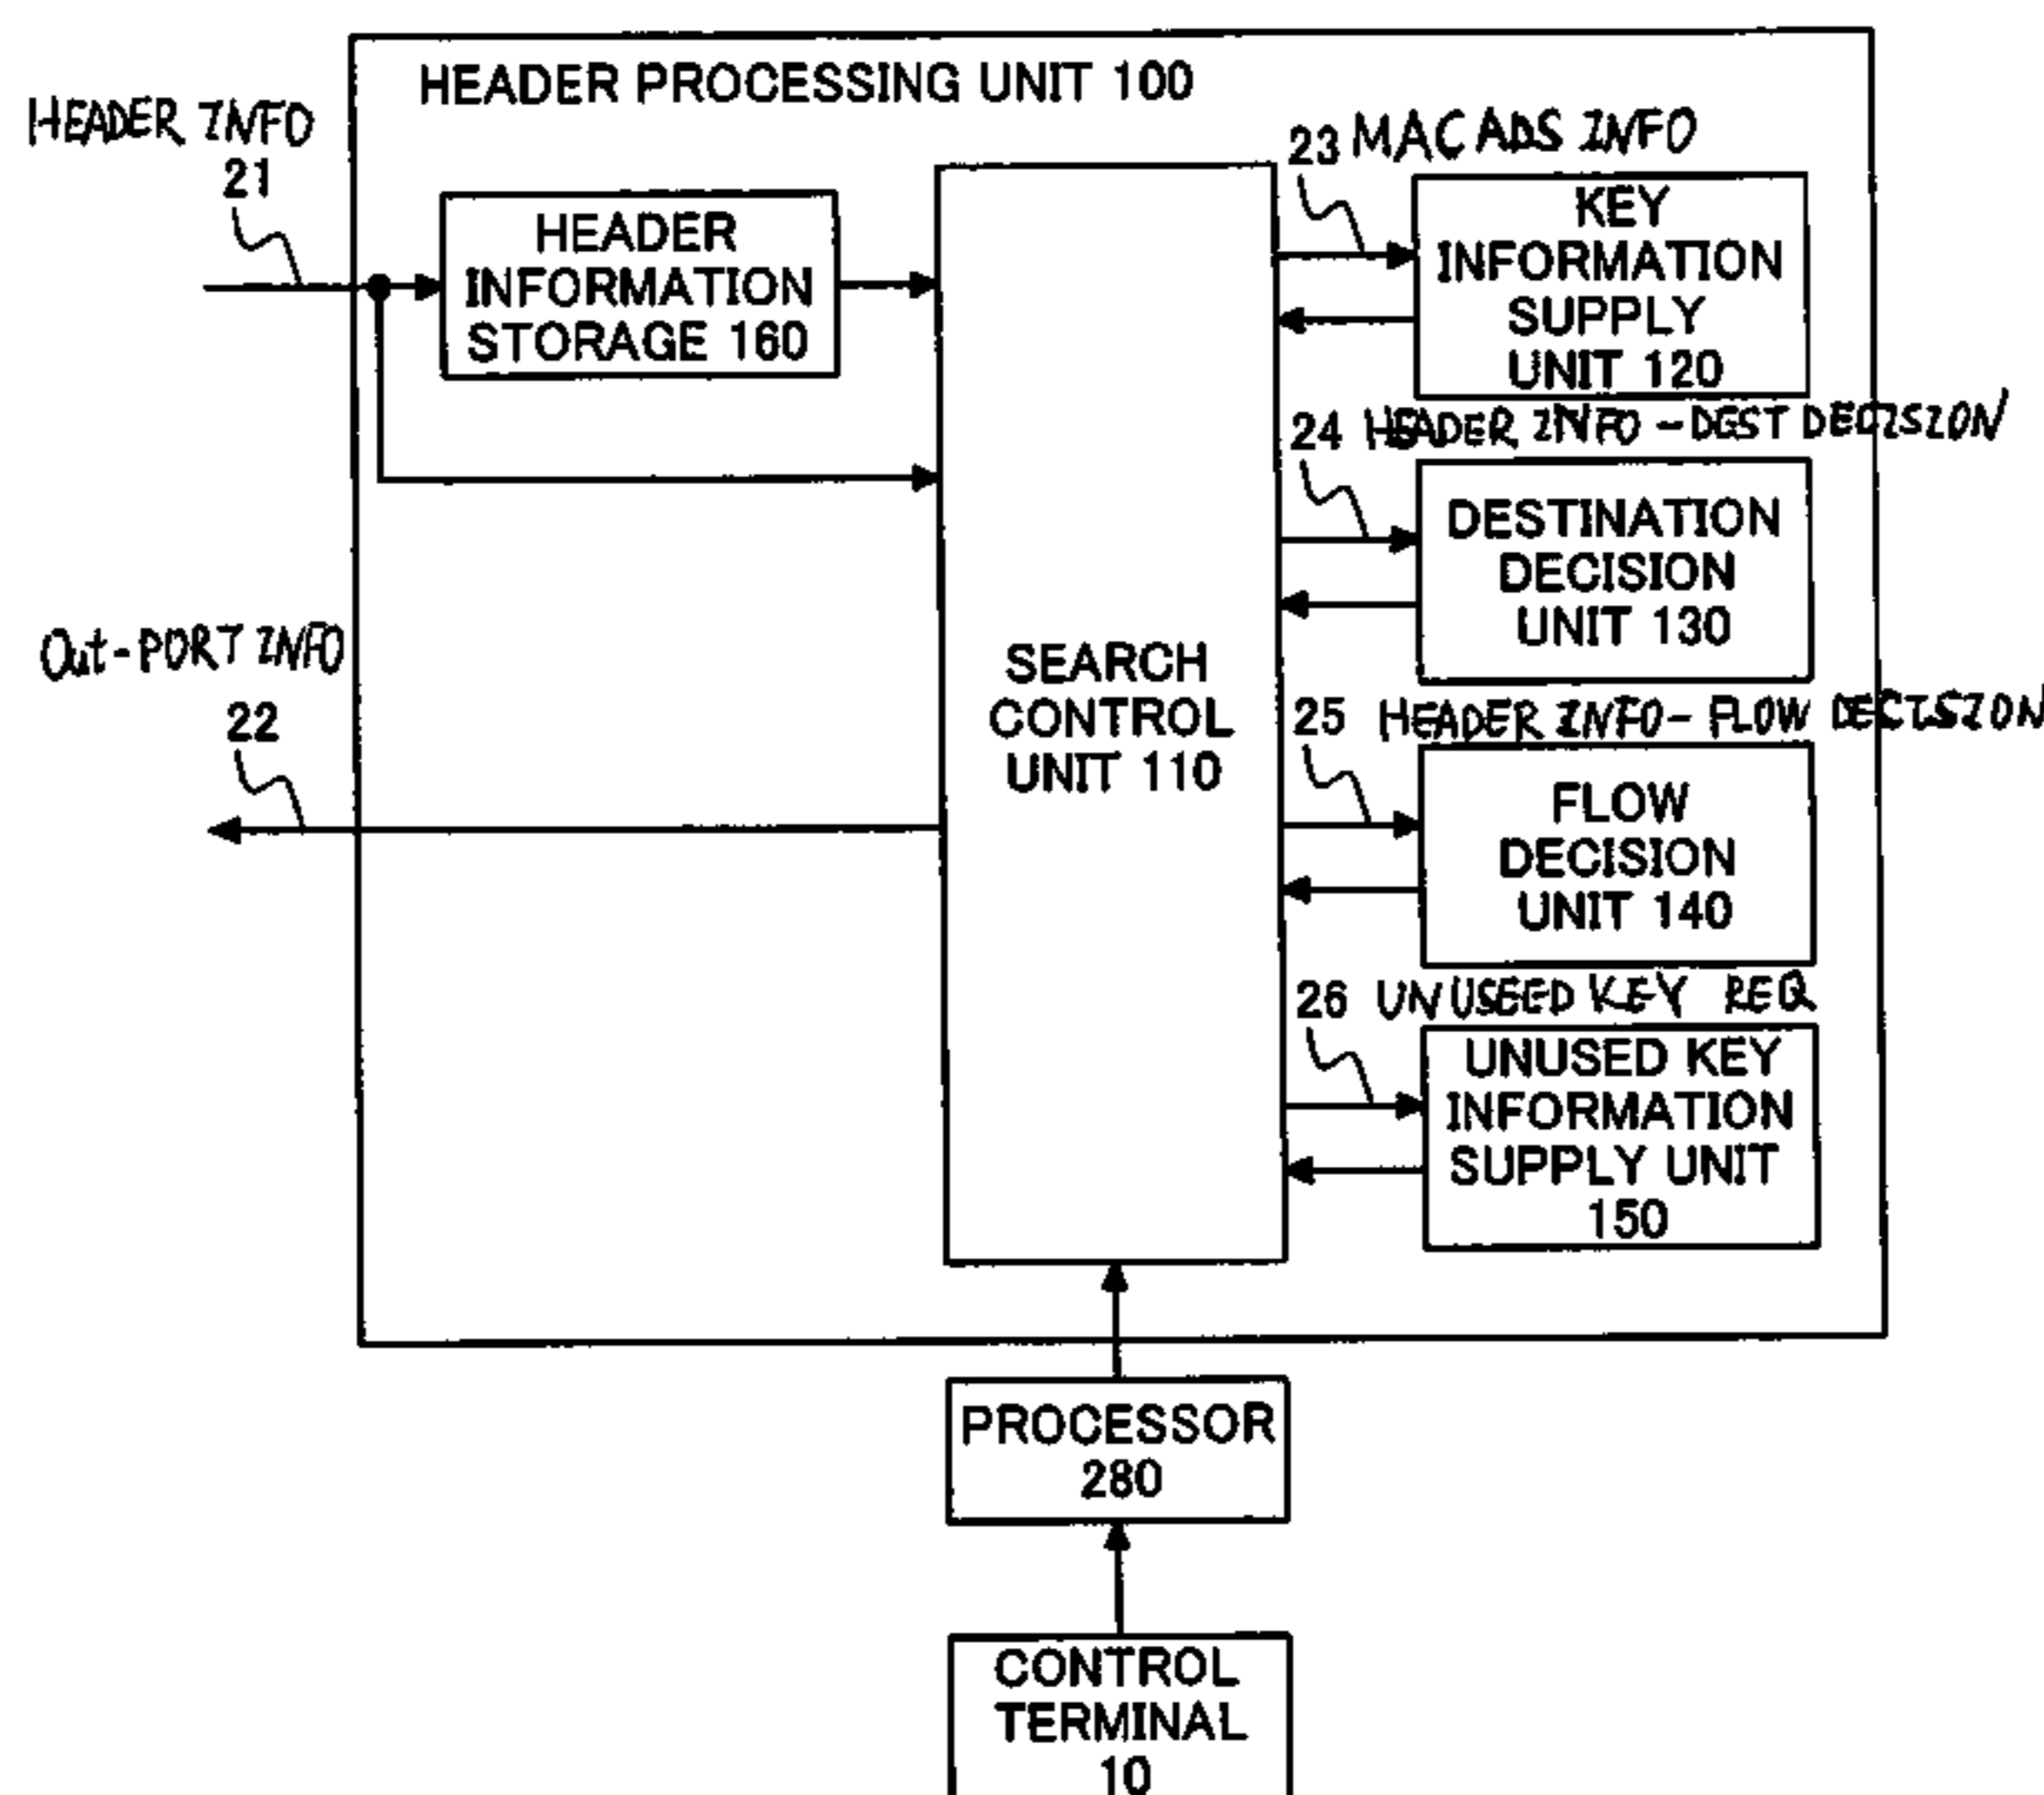 HEADER PROCESSING UNIT 100
HEADER INFO
21
HEADER
INFORMATION
STORAGE 160
23 MAC ADS INFO
KEY
INFORMATION
SUPPLY
UNIT 120
24 HEADER INFO - DGST DECISION
DESTINATION
DECISION
UNIT 130
Out-PORT INFO
22
SEARCH
CONTROL
UNIT 110
25 HEADER INFO - FLOW DECISION
FLOW
DECISION
UNIT 140
26 UNUSEED KEY REQ
UNUSED KEY
INFORMATION
SUPPLY UNIT
150
PROCESSOR
280
CONTROL
TERMINAL
10